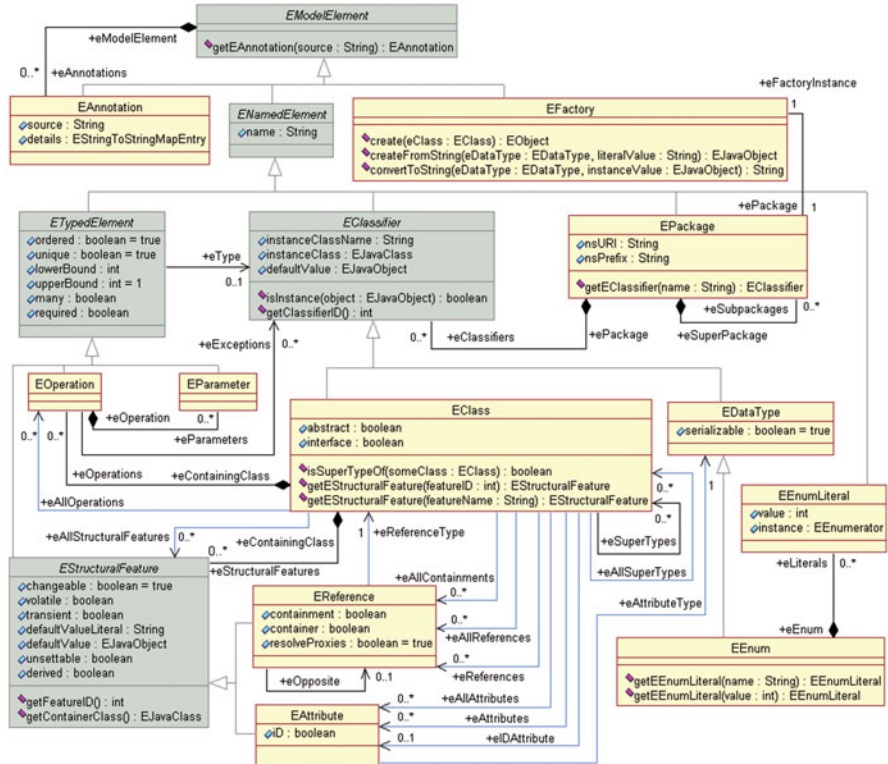 EModelElement
getEAnnotation(source : String) : EAnnotation
+eModelElement
0..*
+eAnnotations
EAnnotation
source : String
details : EStringToStringMapEntry
ENamedElement
name : String
EFactory
create(eClass : EClass) : EObject
createFromString(eDataType : EDataType, literalValue : String) : EJavaObject
convertToString(eDataType : EDataType, instanceValue : EJavaObject) : String
+eFactoryInstance
1
+ePackage
1
ETypedElement
ordered : boolean = true
unique : boolean = true
lowerBound : int
upperBound : int = 1
many : boolean
required : boolean
+eType
0..1
EClassifier
instanceClassName : String
instanceClass : EJavaClass
defaultValue : EJavaObject
isInstance(object : EJavaObject) : boolean
getClassifierID() : int
EPackage
nsURI : String
nsPrefix : String
getEClassifier(name : String) : EClassifier
+eSubpackages
0..*
+eSuperPackage
+ePackage
0..*
+eClassifiers
+eExceptions
0..*
EOperation
EParameter
+eOperation
0..*
+eParameters
0..*
0..*
+eOperations
+eContainingClass
+eAllOperations
EClass
abstract : boolean
interface : boolean
isSuperTypeOf(someClass : EClass) : boolean
getEStructuralFeature(featureID : int) : EStructuralFeature
getEStructuralFeature(featureName : String) : EStructuralFeature
EDataType
serializable : boolean = true
0..*
0..*
1
+eSuperTypes
+eAllSuperTypes
+eAttributeType
EEnumLiteral
value : int
instance : EEnumerator
+eLiterals
0..*
+eEnum
EEnum
getEEnumLiteral(name : String) : EEnumLiteral
getEEnumLiteral(value : int) : EEnumLiteral
+eAllStructuralFeatures
0..*
0..*
+eContainingClass
+eStructuralFeatures
1
+eReferenceType
EStructuralFeature
changeable : boolean = true
volatile : boolean
transient : boolean
defaultValueLiteral : String
defaultValue : EJavaObject
unsettable : boolean
derived : boolean
getFeatureID() : int
getContainerClass() : EJavaClass
EReference
containment : boolean
container : boolean
resolveProxies : boolean = true
+eAllContainments
0..*
0..*
+eAllReferences
0..*
+eReferences
+eOpposite
0..1
EAttribute
iD : boolean
0..*
+eAllAttributes
0..*
+eAttributes
0..1
+eIDAttribute